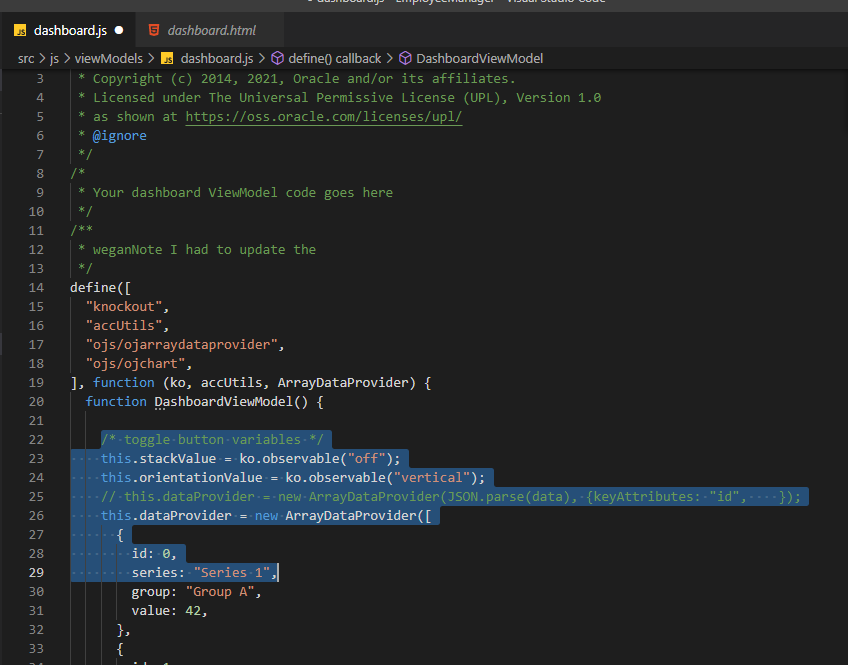 dashboard.js - EmployeeManager - Visual Studio Code
JS dashboard.js ● dashboard.html
src > js > viewModels > JS dashboard.js > define() callback > DashboardViewModel
3 * Copyright (c) 2014, 2021, Oracle and/or its affiliates.
4 * Licensed under The Universal Permissive License (UPL), Version 1.0
5 * as shown at https://oss.oracle.com/licenses/upl/
6 * @ignore
7 */
8 /*
9 * Your dashboard ViewModel code goes here
10 */
11 /**
12 * weganNote I had to update the
13 */
14 define([
15 "knockout",
16 "accUtils",
17 "ojs/ojarraydataprovider",
18 "ojs/ojchart",
19 ], function (ko, accUtils, ArrayDataProvider) {
20 function DashboardViewModel() {
21
22 /* toggle button variables */
23 this.stackValue = ko.observable("off");
24 this.orientationValue = ko.observable("vertical");
25 // this.dataProvider = new ArrayDataProvider(JSON.parse(data), {keyAttributes: "id",    });
26 this.dataProvider = new ArrayDataProvider([
27 {
28 id: 0,
29 series: "Series 1",
30 group: "Group A",
31 value: 42,
32 },
33 {